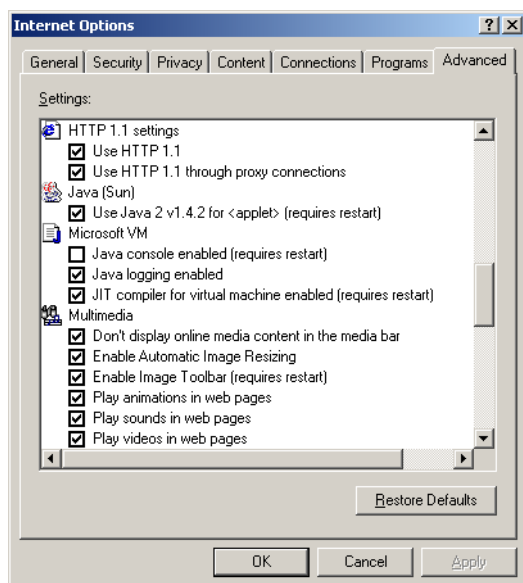 Internet Options
General Security Privacy Content Connections Programs Advanced
Settings:
HTTP 1.1 settings
Use HTTP 1.1
Use HTTP 1.1 through proxy connections
Java (Sun)
Use Java 2 v1.4.2 for <applet> (requires restart)
Microsoft VM
Java console enabled (requires restart)
Java logging enabled
JIT compiler for virtual machine enabled (requires restart)
Multimedia
Don't display online media content in the media bar
Enable Automatic Image Resizing
Enable Image Toolbar (requires restart)
Play animations in web pages
Play sounds in web pages
Play videos in web pages
Restore Defaults
OK Cancel Apply